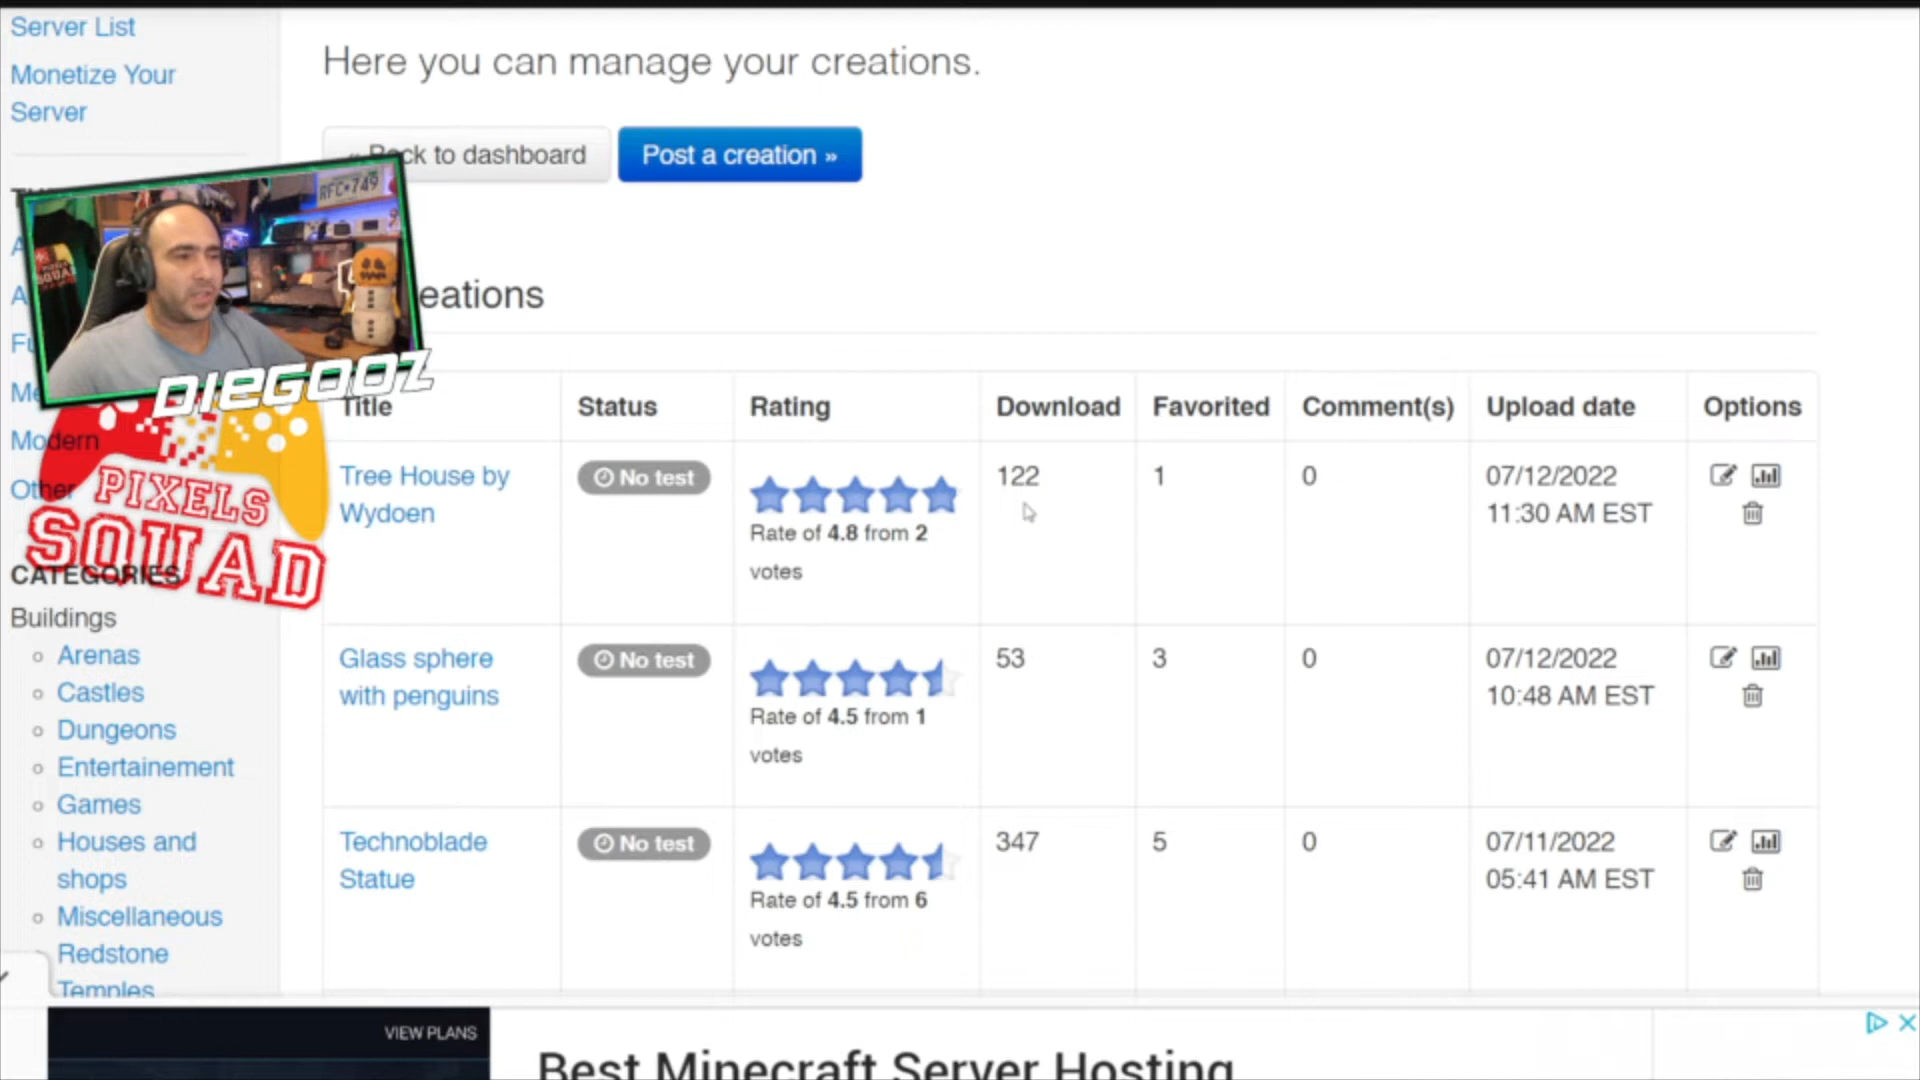 Server List
Monetize Your
Server
Here you can manage your creations.
« Back to dashboard
Post a creation »
RFC•749
DIEGOOZ
eations
Title Status Rating Download Favorited Comment(s) Upload date Options
Modern
Other
PIXELS
SQUAD
CATEGORIES
Buildings
Arenas
Castles
Dungeons
Entertainement
Games
Houses and
shops
Miscellaneous
Redstone
Temples
Tree House by
Wydoen
No test
Rate of 4.8 from 2
votes
122
1
0
07/12/2022
11:30 AM EST
Glass sphere
with penguins
No test
Rate of 4.5 from 1
votes
53
3
0
07/12/2022
10:48 AM EST
Technoblade
Statue
No test
Rate of 4.5 from 6
votes
347
5
0
07/11/2022
05:41 AM EST
VIEW PLANS
Best Minecraft Server Hosting